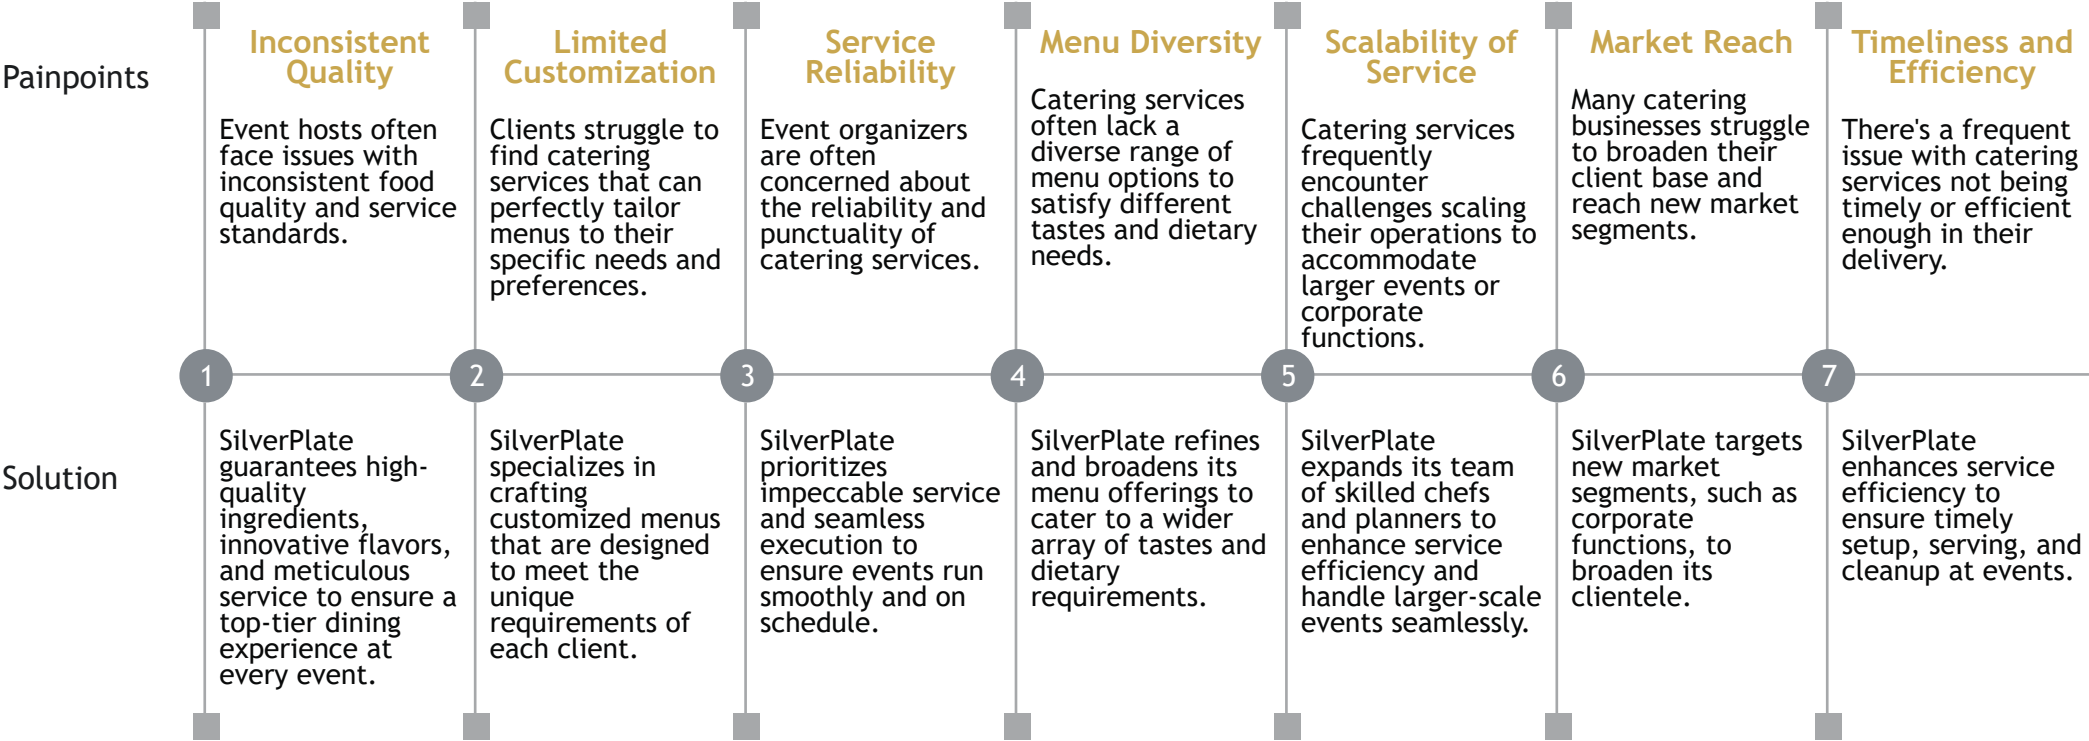 Painpoints
Inconsistent
Quality
Event hosts often
face issues with
inconsistent food
quality and service
standards.
Limited
Customization
Clients struggle to
find catering
services that can
perfectly tailor
menus to their
specific needs and
preferences.
Service
Reliability
Event organizers
are often
concerned about
the reliability and
punctuality of
catering services.
Menu Diversity
Catering services
often lack a
diverse range of
menu options to
satisfy different
tastes and dietary
needs.
Scalability of
Service
Catering services
frequently
encounter
challenges scaling
their operations to
accommodate
larger events or
corporate
functions.
Market Reach
Many catering
businesses struggle
to broaden their
client base and
reach new market
segments.
Timeliness and
Efficiency
There's a frequent
issue with catering
services not being
timely or efficient
enough in their
delivery.
1
2
3
4
5
6
7
Solution
SilverPlate
guarantees high-
quality
ingredients,
innovative flavors,
and meticulous
service to ensure a
top-tier dining
experience at
every event.
SilverPlate
specializes in
crafting
customized menus
that are designed
to meet the
unique
requirements of
each client.
SilverPlate
prioritizes
impeccable service
and seamless
execution to
ensure events run
smoothly and on
schedule.
SilverPlate refines
and broadens its
menu offerings to
cater to a wider
array of tastes and
dietary
requirements.
SilverPlate
expands its team
of skilled chefs
and planners to
enhance service
efficiency and
handle larger-scale
events seamlessly.
SilverPlate targets
new market
segments, such as
corporate
functions, to
broaden its
clientele.
SilverPlate
enhances service
efficiency to
ensure timely
setup, serving, and
cleanup at events.